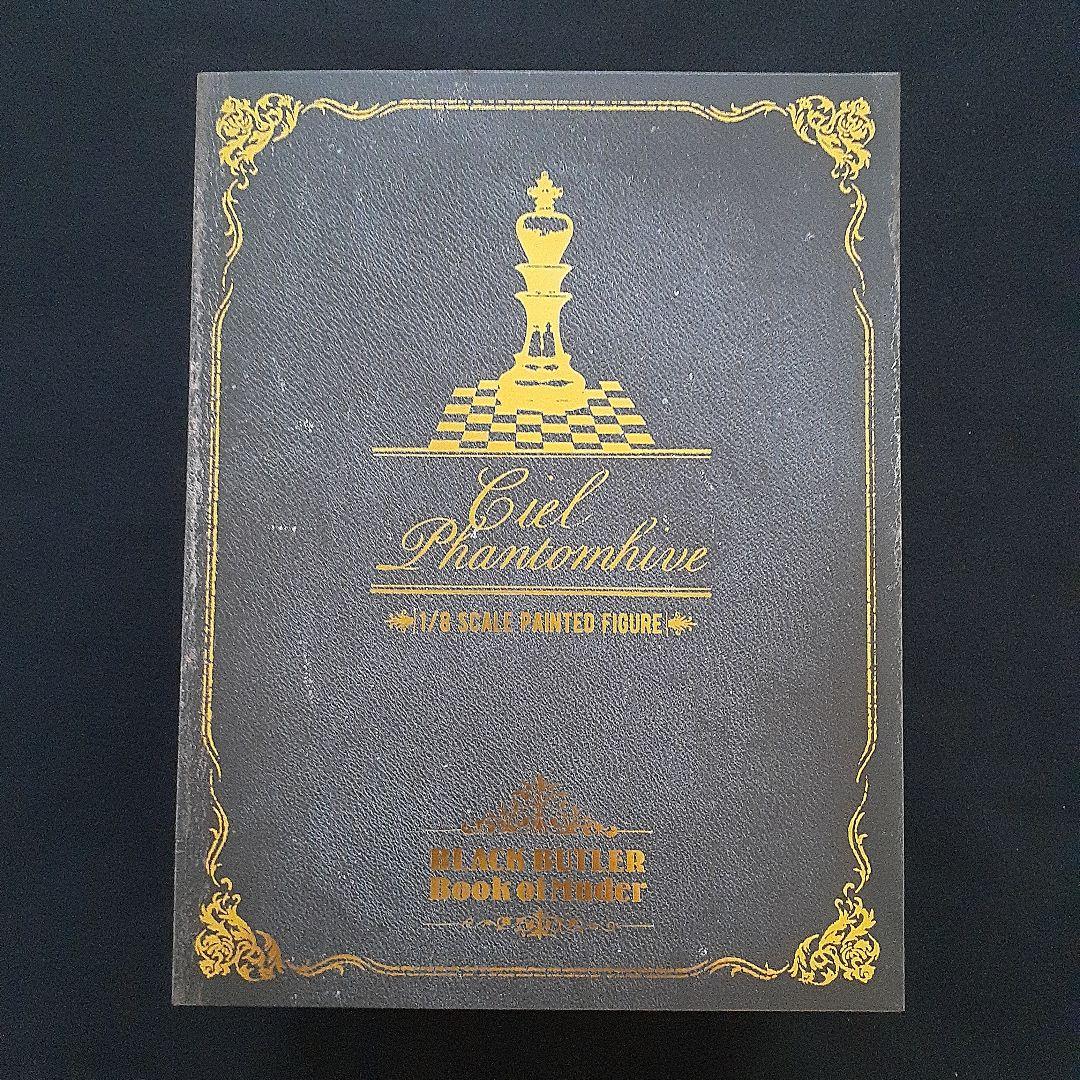 Ciel
Phantomhive
1/8 SCALE PAINTED FIGURE
BLACK BUTLER
Book of Muder